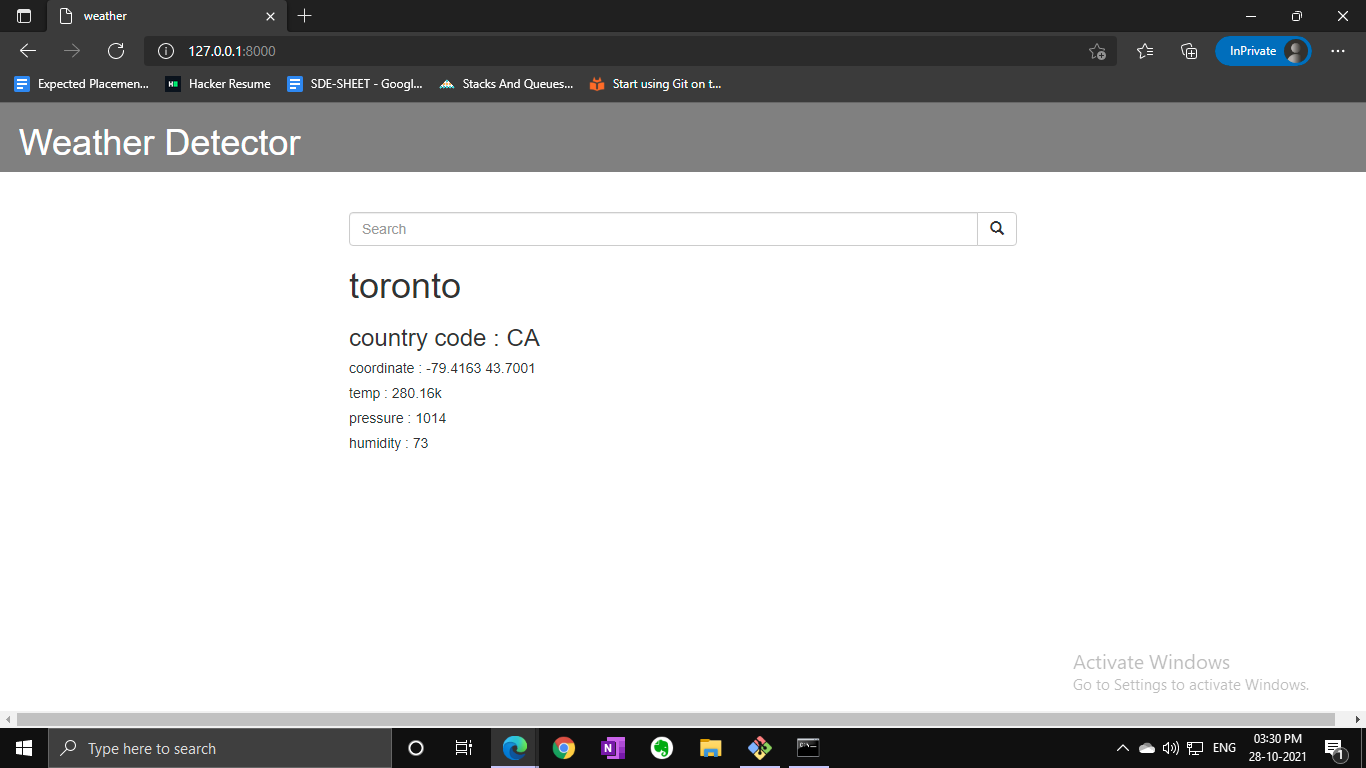 weather
127.0.0.1:8000
InPrivate
Expected Placemen... Hacker Resume SDE-SHEET - Googl... Stacks And Queues... Start using Git on t...
Weather Detector
Search
toronto
country code : CA
coordinate : -79.4163 43.7001
temp : 280.16k
pressure : 1014
humidity : 73
Activate Windows
Go to Settings to activate Windows.
Type here to search
ENG
03:30 PM
28-10-2021
1